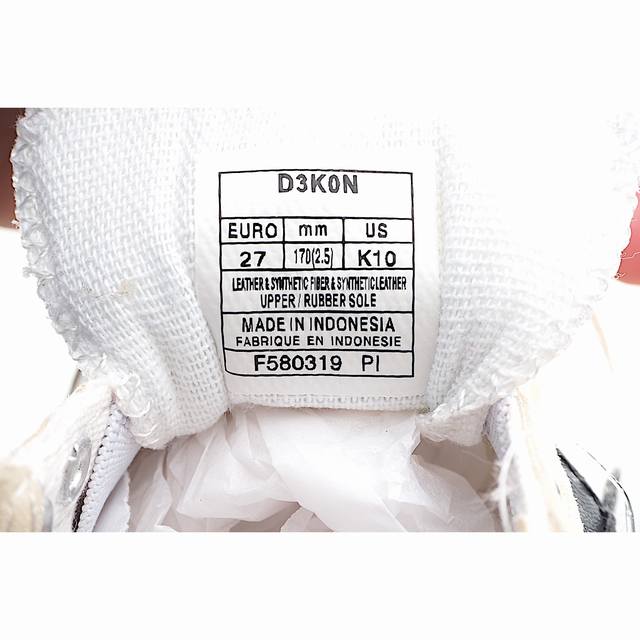 D3K0N
EURO mm US
27 170(2.5) K10
LEATHER & SYNTHETIC FIBER & SYNTHETIC LEATHER
UPPER / RUBBER SOLE
MADE IN INDONESIA
FABRIQUE EN INDONESIE
F580319 PI